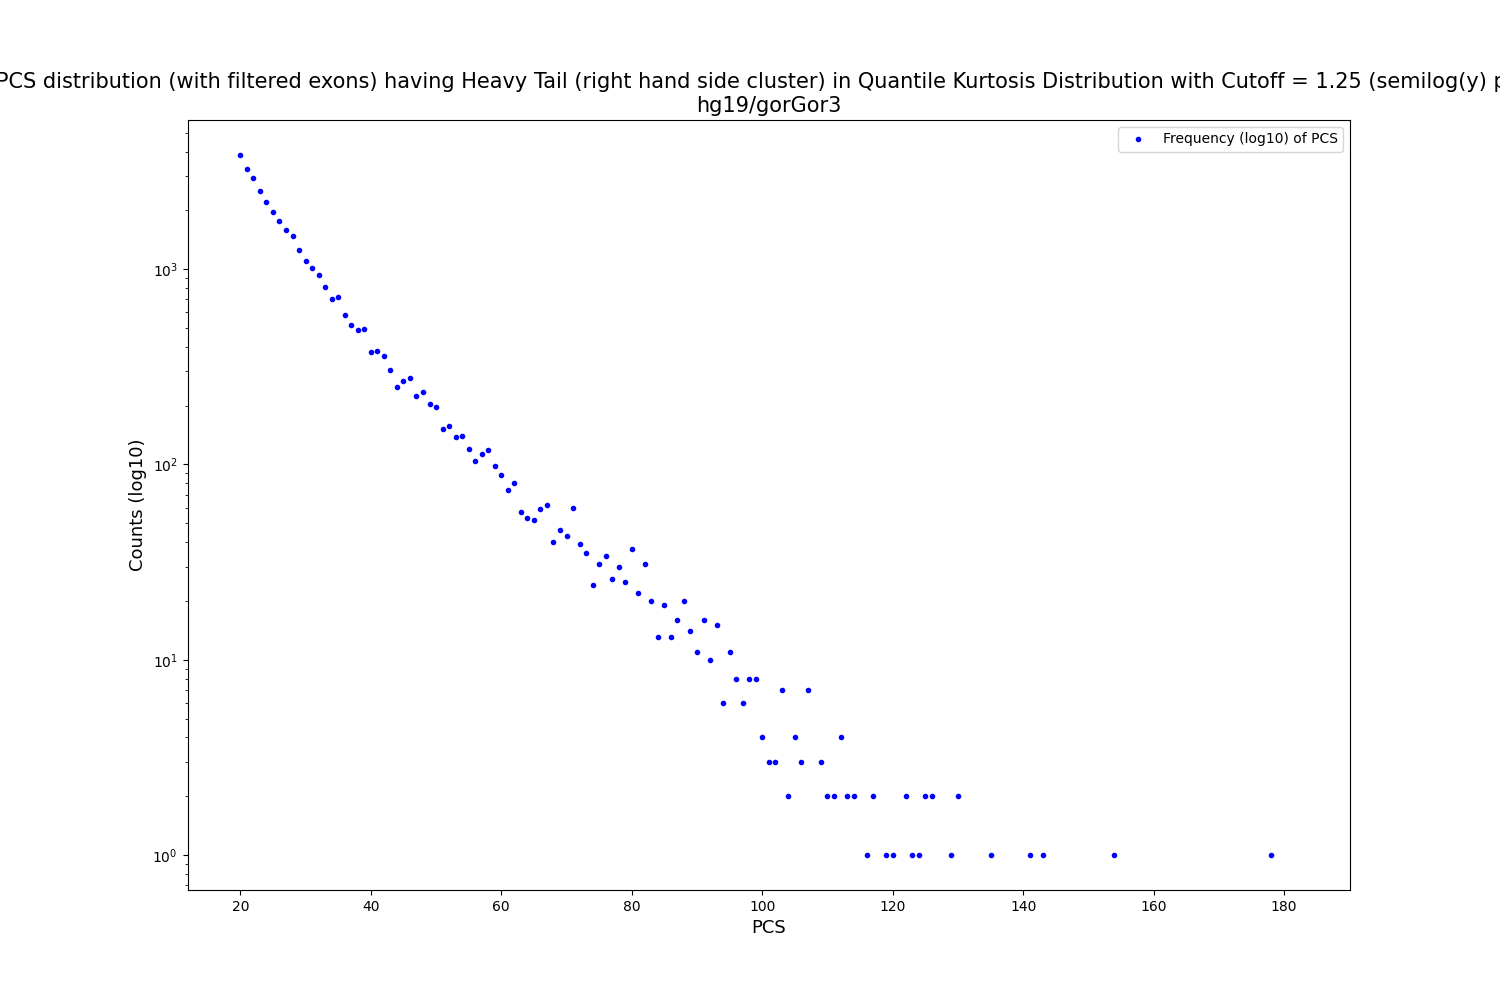 PCS distribution (with filtered exons) having Heavy Tail (right hand side cluster) in Quantile Kurtosis Distribution with Cutoff = 1.25 (semilog(y) p
hg19/gorGor3
Frequency (log10) of PCS
Counts (log10)
10³
10²
10¹
10⁰
20 40 60 80 100 120 140 160 180
PCS